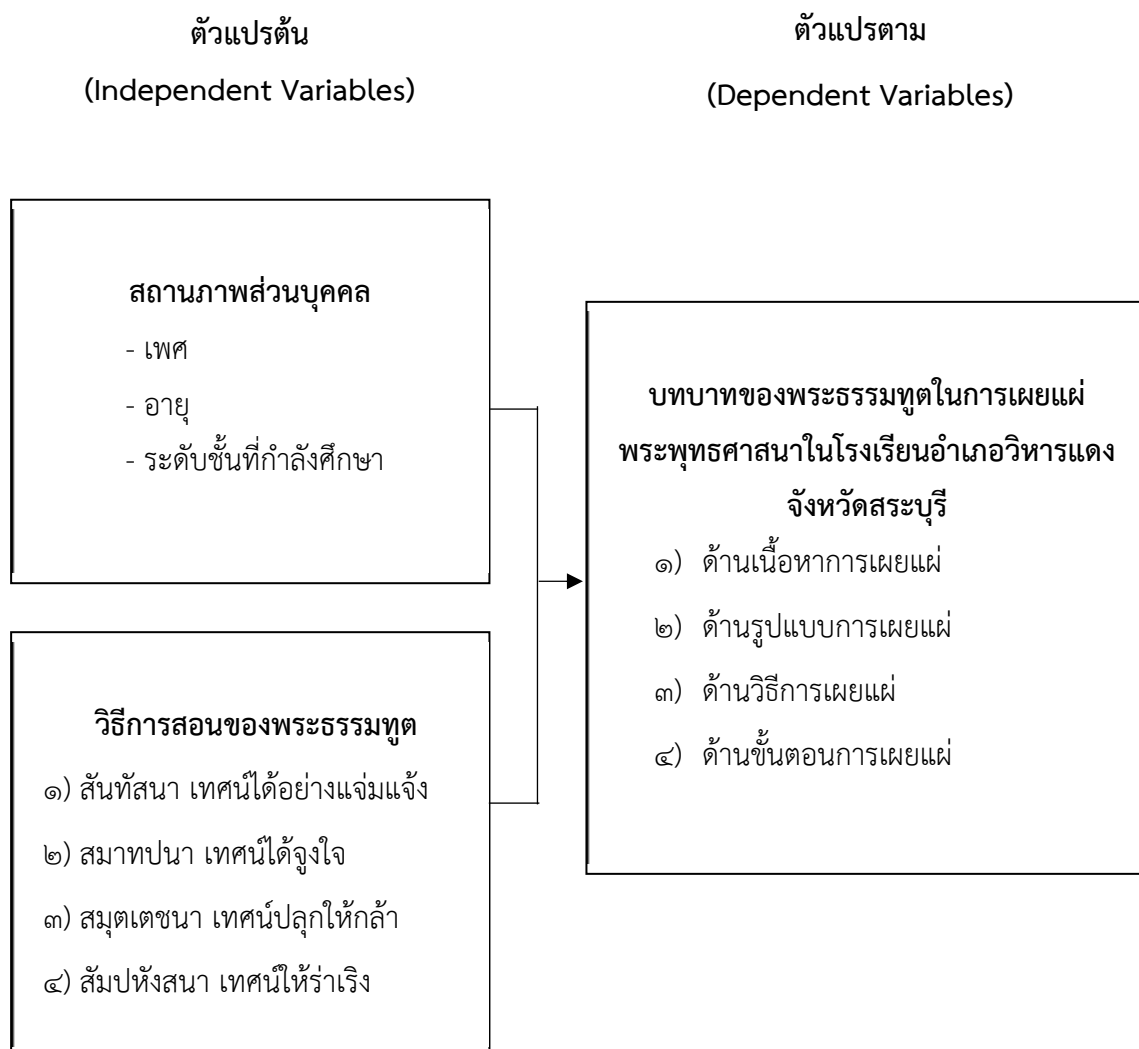 ตัวแปรต้น
(Independent Variables)
ตัวแปรตาม
(Dependent Variables)
สถานภาพส่วนบุคคล
- เพศ
- อายุ
- ระดับชั้นที่กำลังศึกษา
วิธีการสอนของพระธรรมทูต
๑) สันทัสนา เทศน์ได้อย่างแจ่มแจ้ง
๒) สมาทปนา เทศน์ได้จูงใจ
๓) สมุตเตชนา เทศน์ปลุกให้กล้า
๔) สัมปหังสนา เทศน์ให้ร่าเริง
บทบาทของพระธรรมทูตในการเผยแผ่
พระพุทธศาสนาในโรงเรียนอำเภอวิหารแดง
จังหวัดสระบุรี
๑) ด้านเนื้อหาการเผยแผ่
๒) ด้านรูปแบบการเผยแผ่
๓) ด้านวิธีการเผยแผ่
๔) ด้านขั้นตอนการเผยแผ่